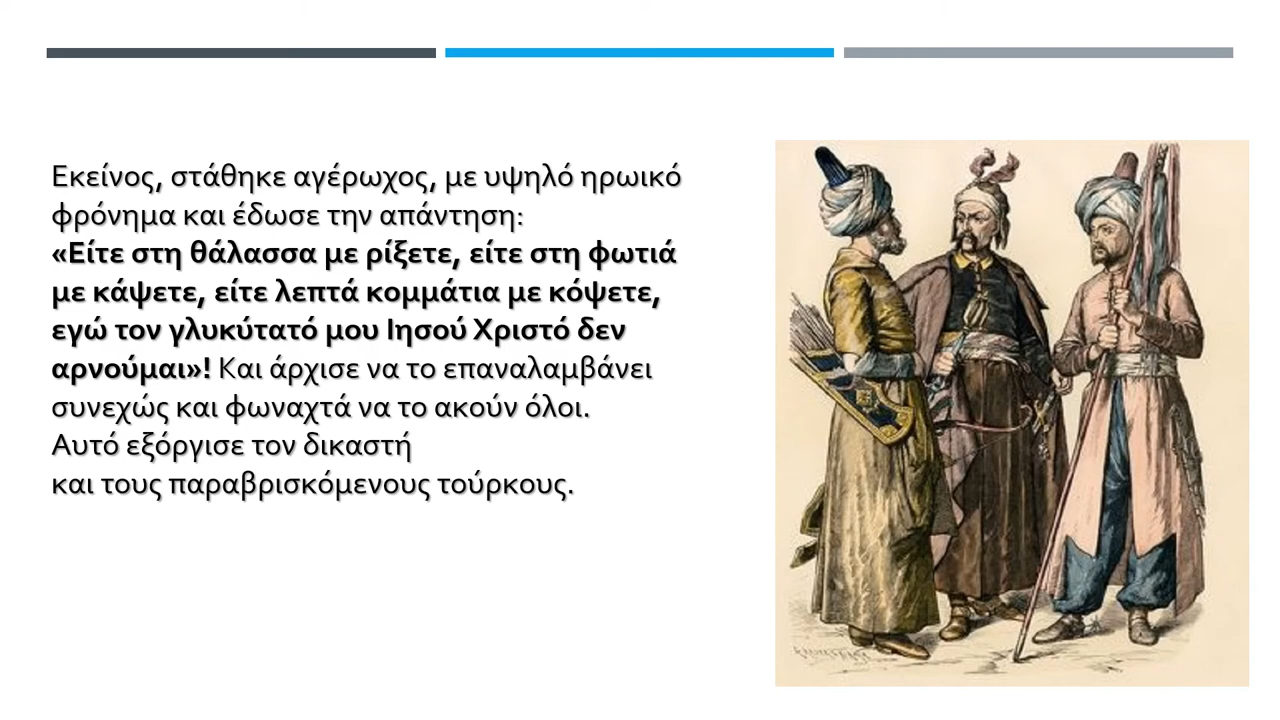 Εκείνος, στάθηκε αγέρωχος, με υψηλό ηρωικό
φρόνημα και έδωσε την απάντηση:
«Είτε στη θάλασσα με ρίξετε, είτε στη φωτιά
με κάψετε, είτε λεπτά κομμάτια με κόψετε,
εγώ τον γλυκύτατό μου Ιησού Χριστό δεν
αρνούμαι»! Και άρχισε να το επαναλαμβάνει
συνεχώς και φωναχτά να το ακούν όλοι.
Αυτό εξόργισε τον δικαστή
και τους παραβρισκόμενους τούρκους.